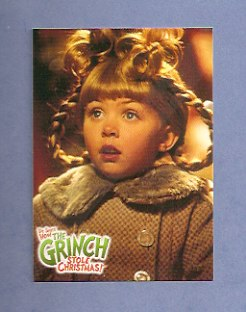 Dr. Seuss'
HOW THE
GRINCH
STOLE
CHRISTMAS!